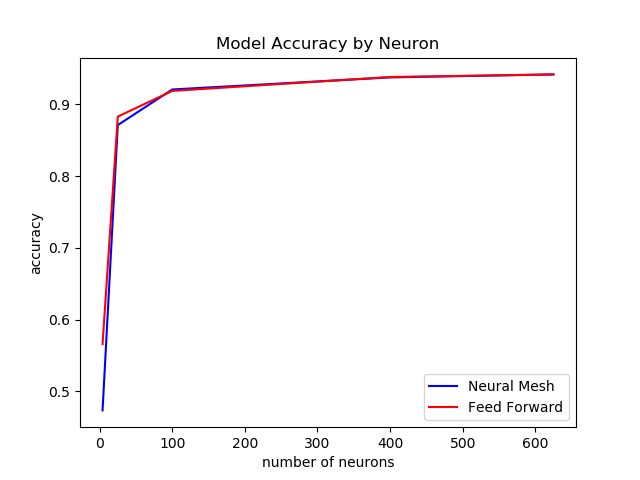 Model Accuracy by Neuron
accuracy
0.9
0.8
0.7
0.6
0.5
Neural Mesh
Feed Forward
0 100 200 300 400 500 600
number of neurons